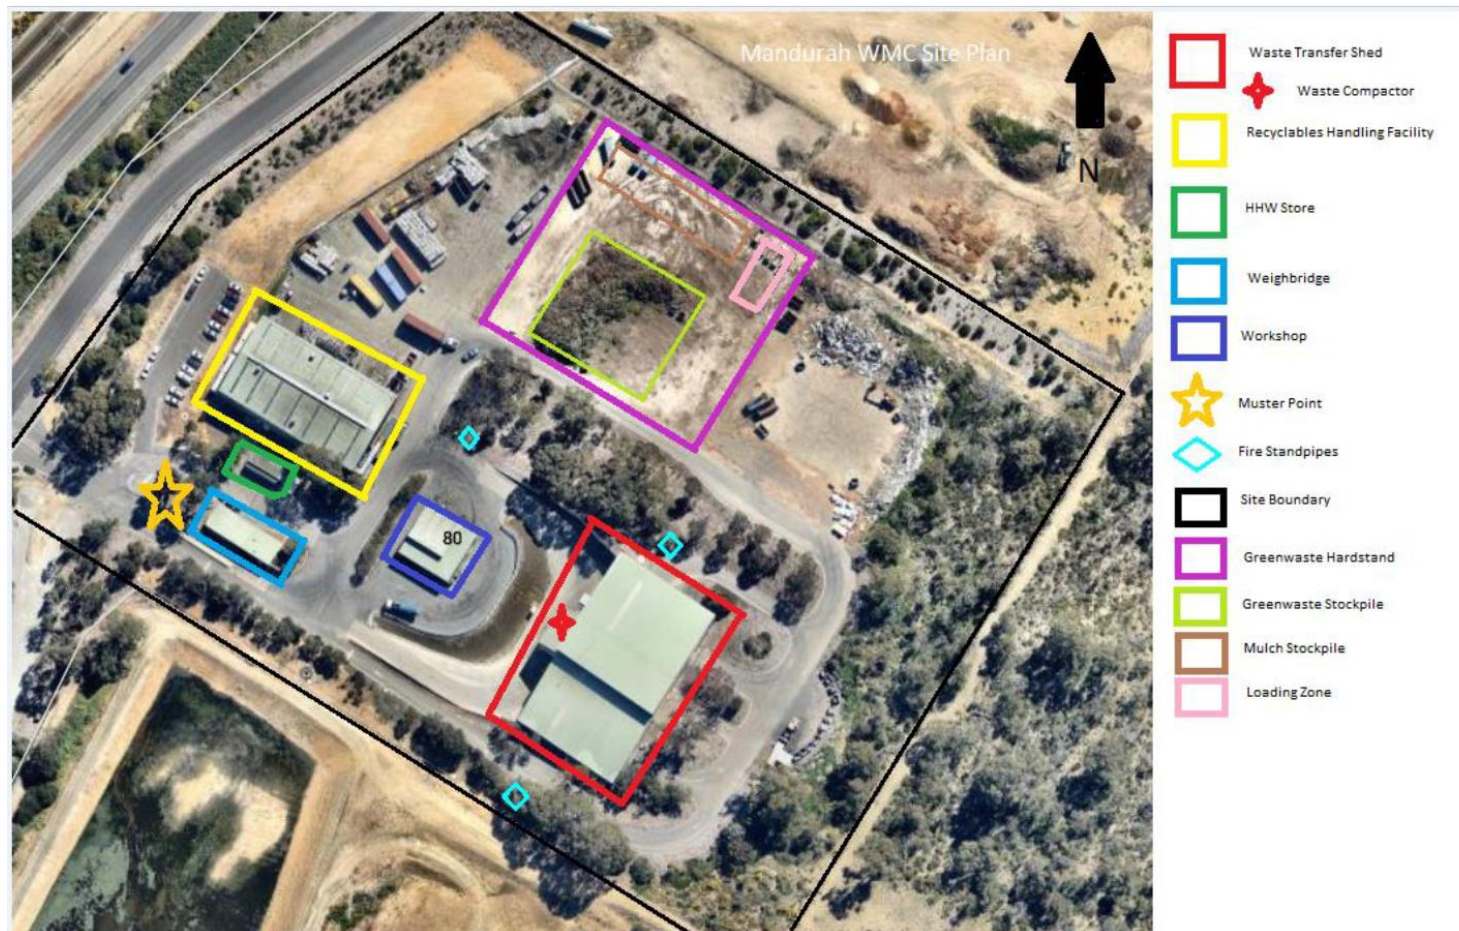 Mandurah WMC Site Plan
N
80
Waste Transfer Shed
Waste Compactor
Recyclables Handling Facility
HHW Store
Weighbridge
Workshop
Muster Point
Fire Standpipes
Site Boundary
Greenwaste Hardstand
Greenwaste Stockpile
Mulch Stockpile
Loading Zone